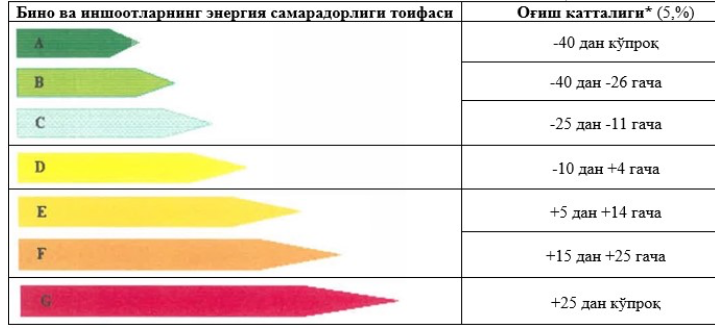 Бино ва иншоотларнинг энергия самарадорлиги тоифаси Оғиш катталиги* (5,%)
A -40 дан кўпроқ
B -40 дан -26 гача
C -25 дан -11 гача
D -10 дан +4 гача
E +5 дан +14 гача
F +15 дан +25 гача
G +25 дан кўпроқ